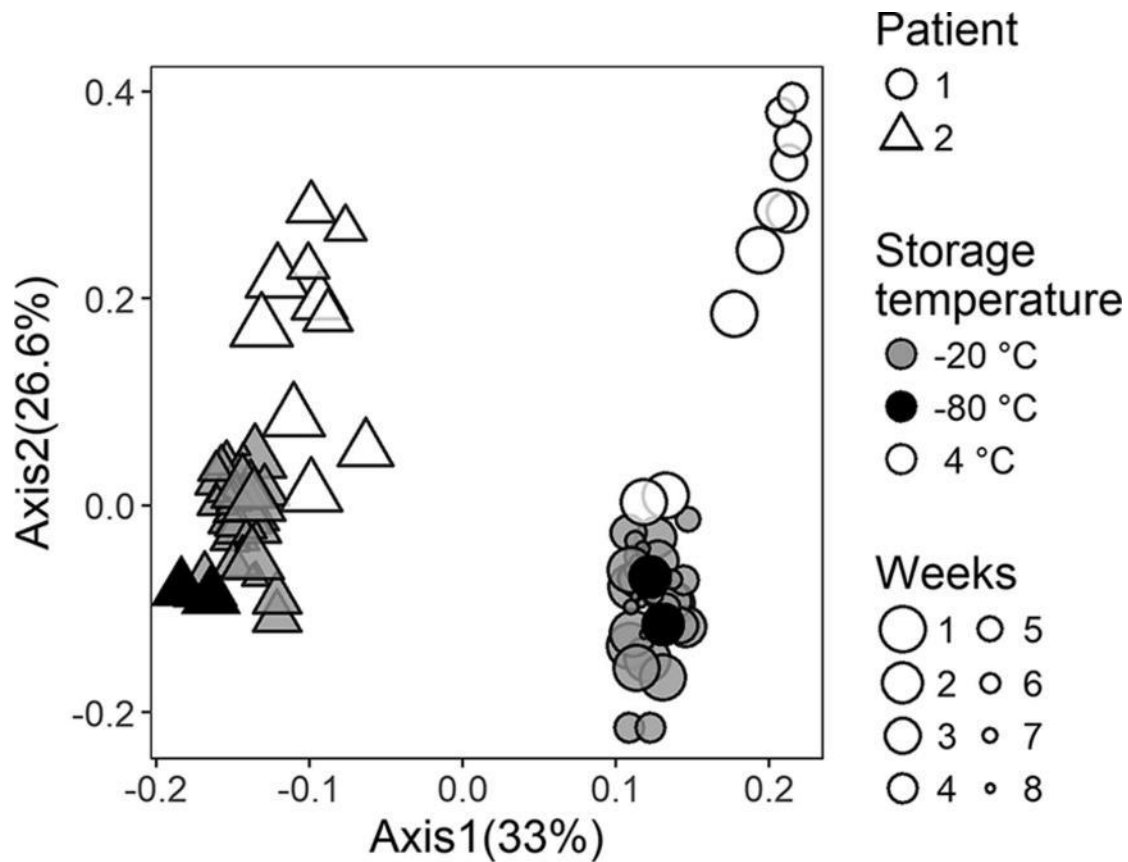 Patient
1
2
Storage
temperature
-20 °C
-80 °C
4 °C
Weeks
1 5
2 6
3 7
4 8
Axis2(26.6%)
0.4
0.2
0.0
-0.2
-0.2 -0.1 0.0 0.1 0.2
Axis1(33%)